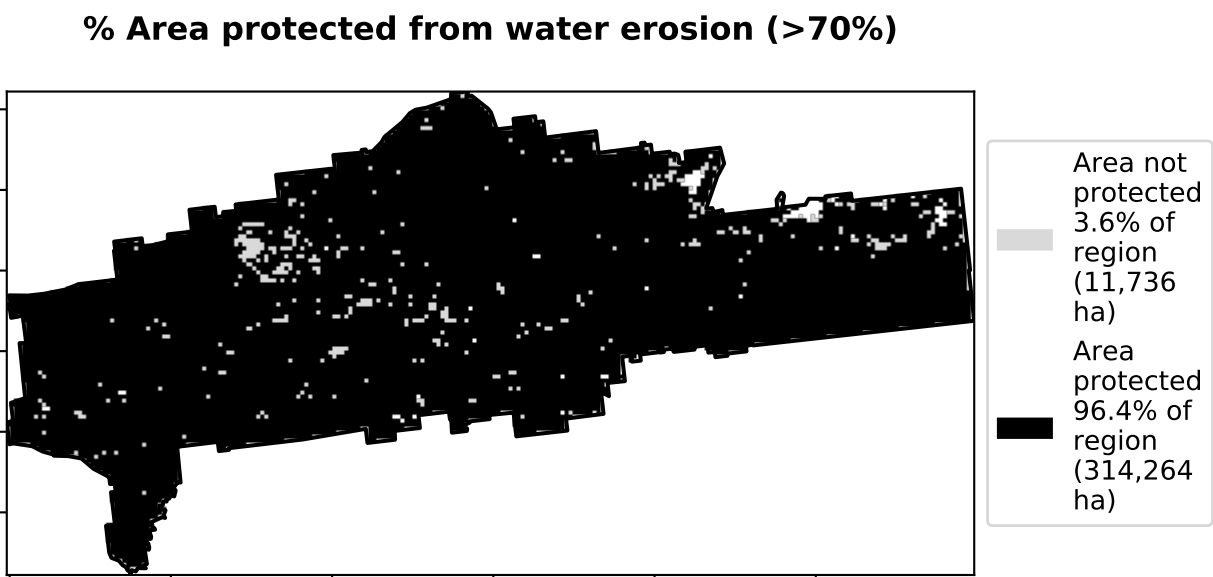 % Area protected from water erosion (>70%)
Area not
protected
3.6% of
region
(11,736
ha)
Area
protected
96.4% of
region
(314,264
ha)